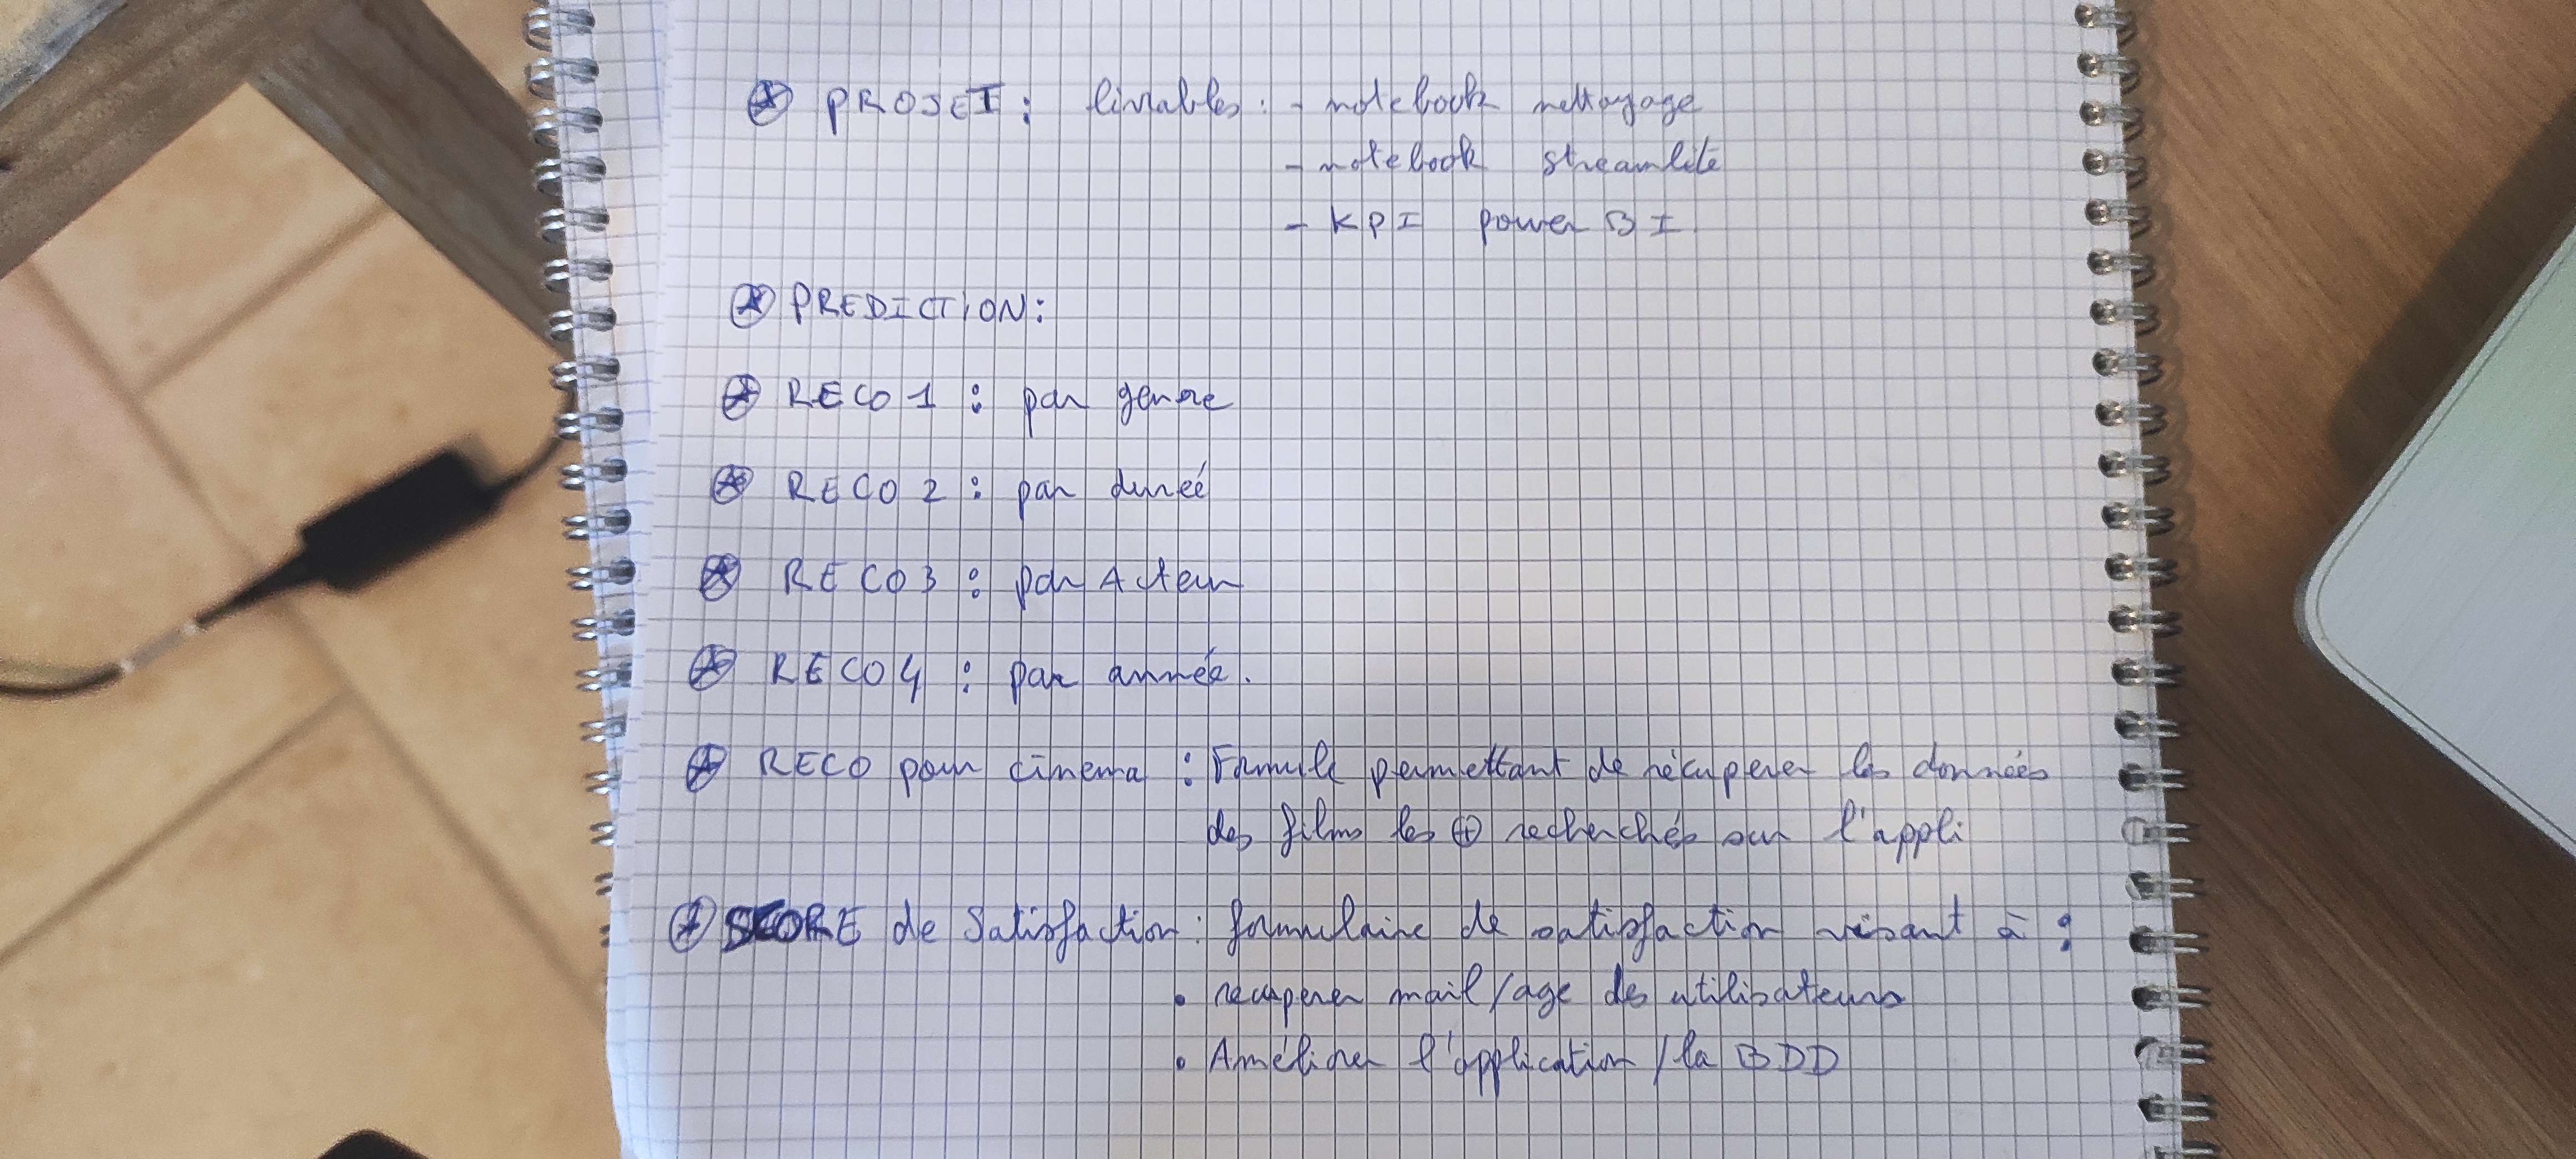 PROJET : livrables : - notebook nettoyage
- notebook streamlite
- KPI power BI
PREDICTION :
RECO 1 : par genre
RECO 2 : par dureé
RECO 3 : par Acteur
RECO 4 : par année.
RECO pour cinema : Formule permettant de récuperer les données
des films les + recherchés sur l'appli
SCORE de Satisfaction : formulaire de satisfaction visant à :
• recuperer mail/age des utilisateurs
• Améliorer l'application / la BDD